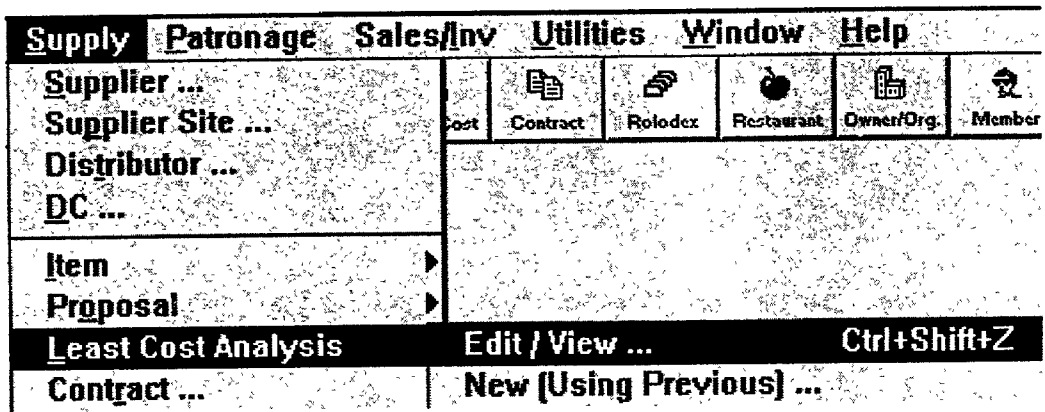 Supply Patronage Sales/Inv Utilities Window Help
Supplier ...
Supplier Site ...
Distributor ...
DC ...
Cost Contract Rolodex Restaurant Owner/Org. Member
Item
Proposal
Least Cost Analysis Edit / View ... Ctrl+Shift+Z
Contract ... New (Using Previous) ...